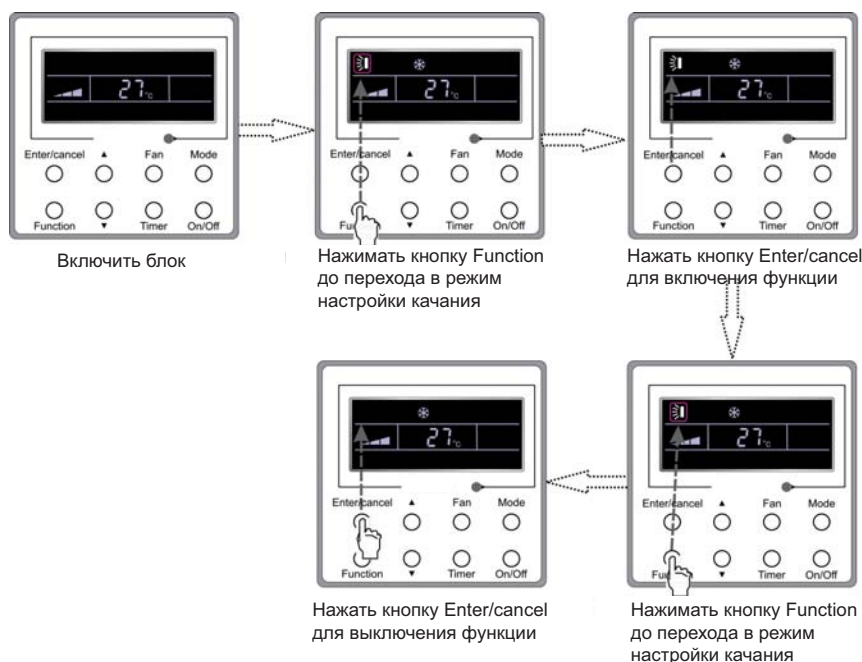 27°C
Enter/cancel ▲ Fan Mode
Function ▼ Timer On/Off
Включить блок
27°C
Enter/cancel ▲ Fan Mode
Function ▼ Timer On/Off
Нажимать кнопку Function
до перехода в режим
настройки качания
27°C
Enter/cancel ▲ Fan Mode
Function ▼ Timer On/Off
Нажать кнопку Enter/cancel
для включения функции
27°C
Enter/cancel ▲ Fan Mode
Function ▼ Timer On/Off
Нажать кнопку Enter/cancel
для выключения функции
27°C
Enter/cancel ▲ Fan Mode
Function ▼ Timer On/Off
Нажимать кнопку Function
до перехода в режим
настройки качания